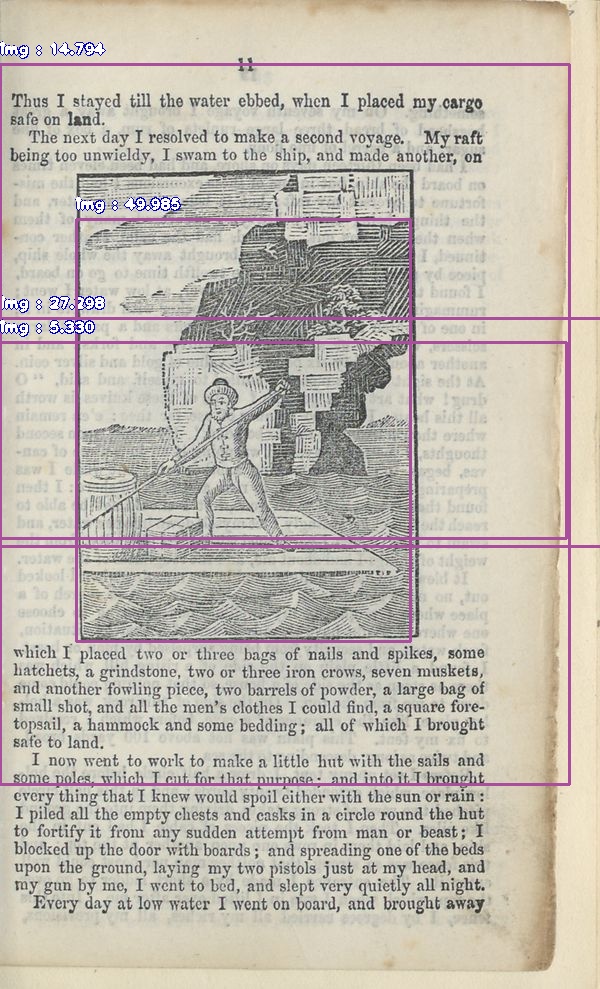 11
Thus I stayed till the water ebbed, when I placed my cargo
safe on land.
The next day I resolved to make a second voyage. My raft
being too unwieldy, I swam to the ship, and made another, on
Img : 14.794
Img : 49.985
Img : 27.298
Img : 5.330
which I placed two or three bags of nails and spikes, some
hatchets, a grindstone, two or three iron crows, seven muskets,
and another fowling piece, two barrels of powder, a large bag of
small shot, and all the men's clothes I could find, a square fore-
topsail, a hammock and some bedding; all of which I brought
safe to land.
I now went to work to make a little hut with the sails and
some poles, which I cut for that purpose; and into it I brought
every thing that I knew would spoil either with the sun or rain :
I piled all the empty chests and casks in a circle round the hut
to fortify it from any sudden attempt from man or beast; I
blocked up the door with boards; and spreading one of the beds
upon the ground, laying my two pistols just at my head, and
my gun by me, I went to bed, and slept very quietly all night.
Every day at low water I went on board, and brought away